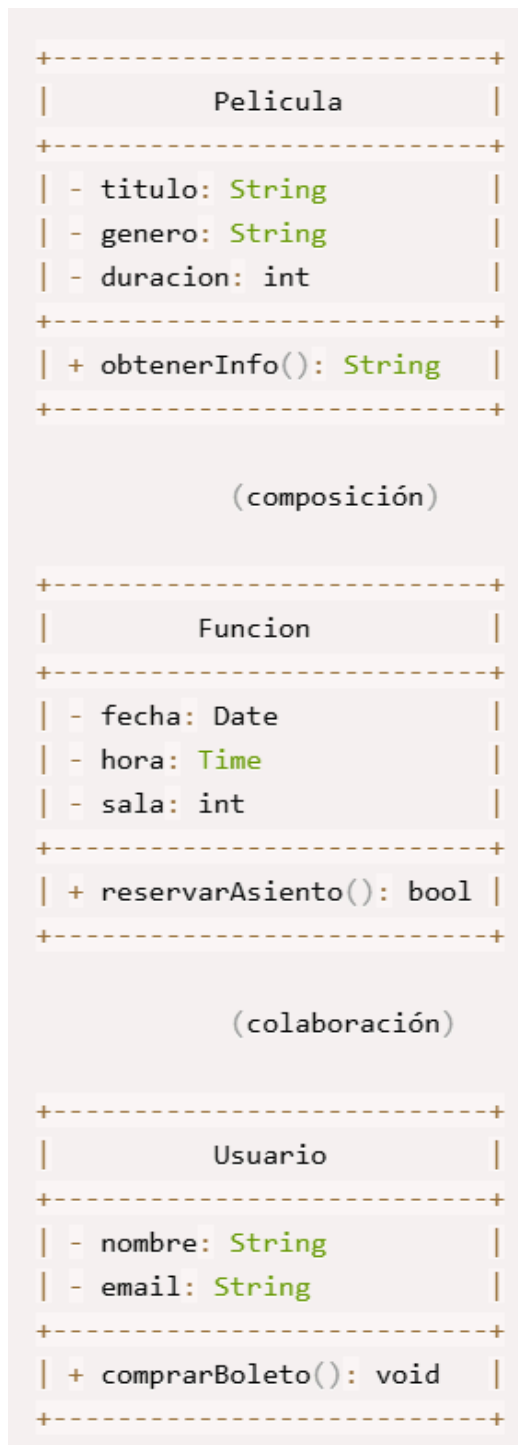 +---------------------------+
|          Pelicula         |
+---------------------------+
| - titulo: String          |
| - genero: String          |
| - duracion: int           |
+---------------------------+
| + obtenerInfo(): String   |
+---------------------------+
            (composición)
+---------------------------+
|         Funcion           |
+---------------------------+
| - fecha: Date             |
| - hora: Time              |
| - sala: int               |
+---------------------------+
| + reservarAsiento(): bool |
+---------------------------+
            (colaboración)
+---------------------------+
|          Usuario          |
+---------------------------+
| - nombre: String          |
| - email: String           |
+---------------------------+
| + comprarBoleto(): void   |
+---------------------------+